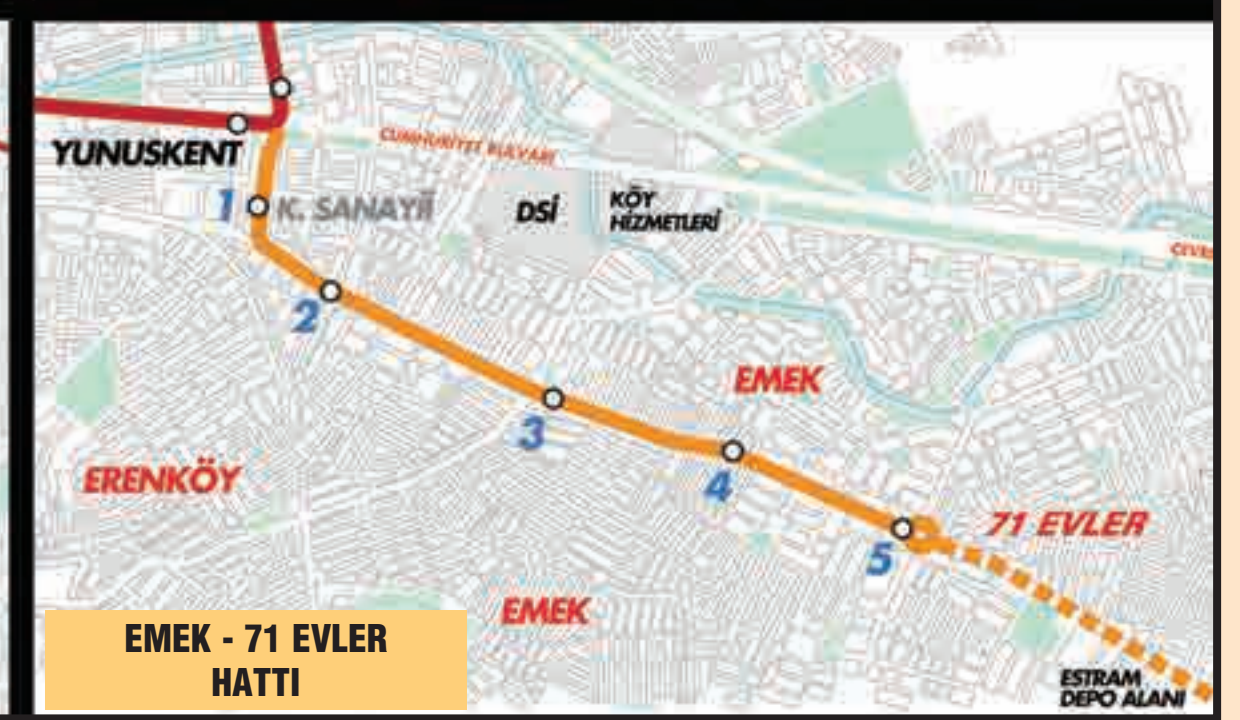 CUMHURİYET BULVARI
YUNUSKENT
1
K. SANAYİİ
DSİ
KÖY
HİZMETLERİ
2
EMEK
3
ERENKÖY
4
71 EVLER
5
EMEK
EMEK - 71 EVLER
HATTI
ESTRAM
DEPO ALANI